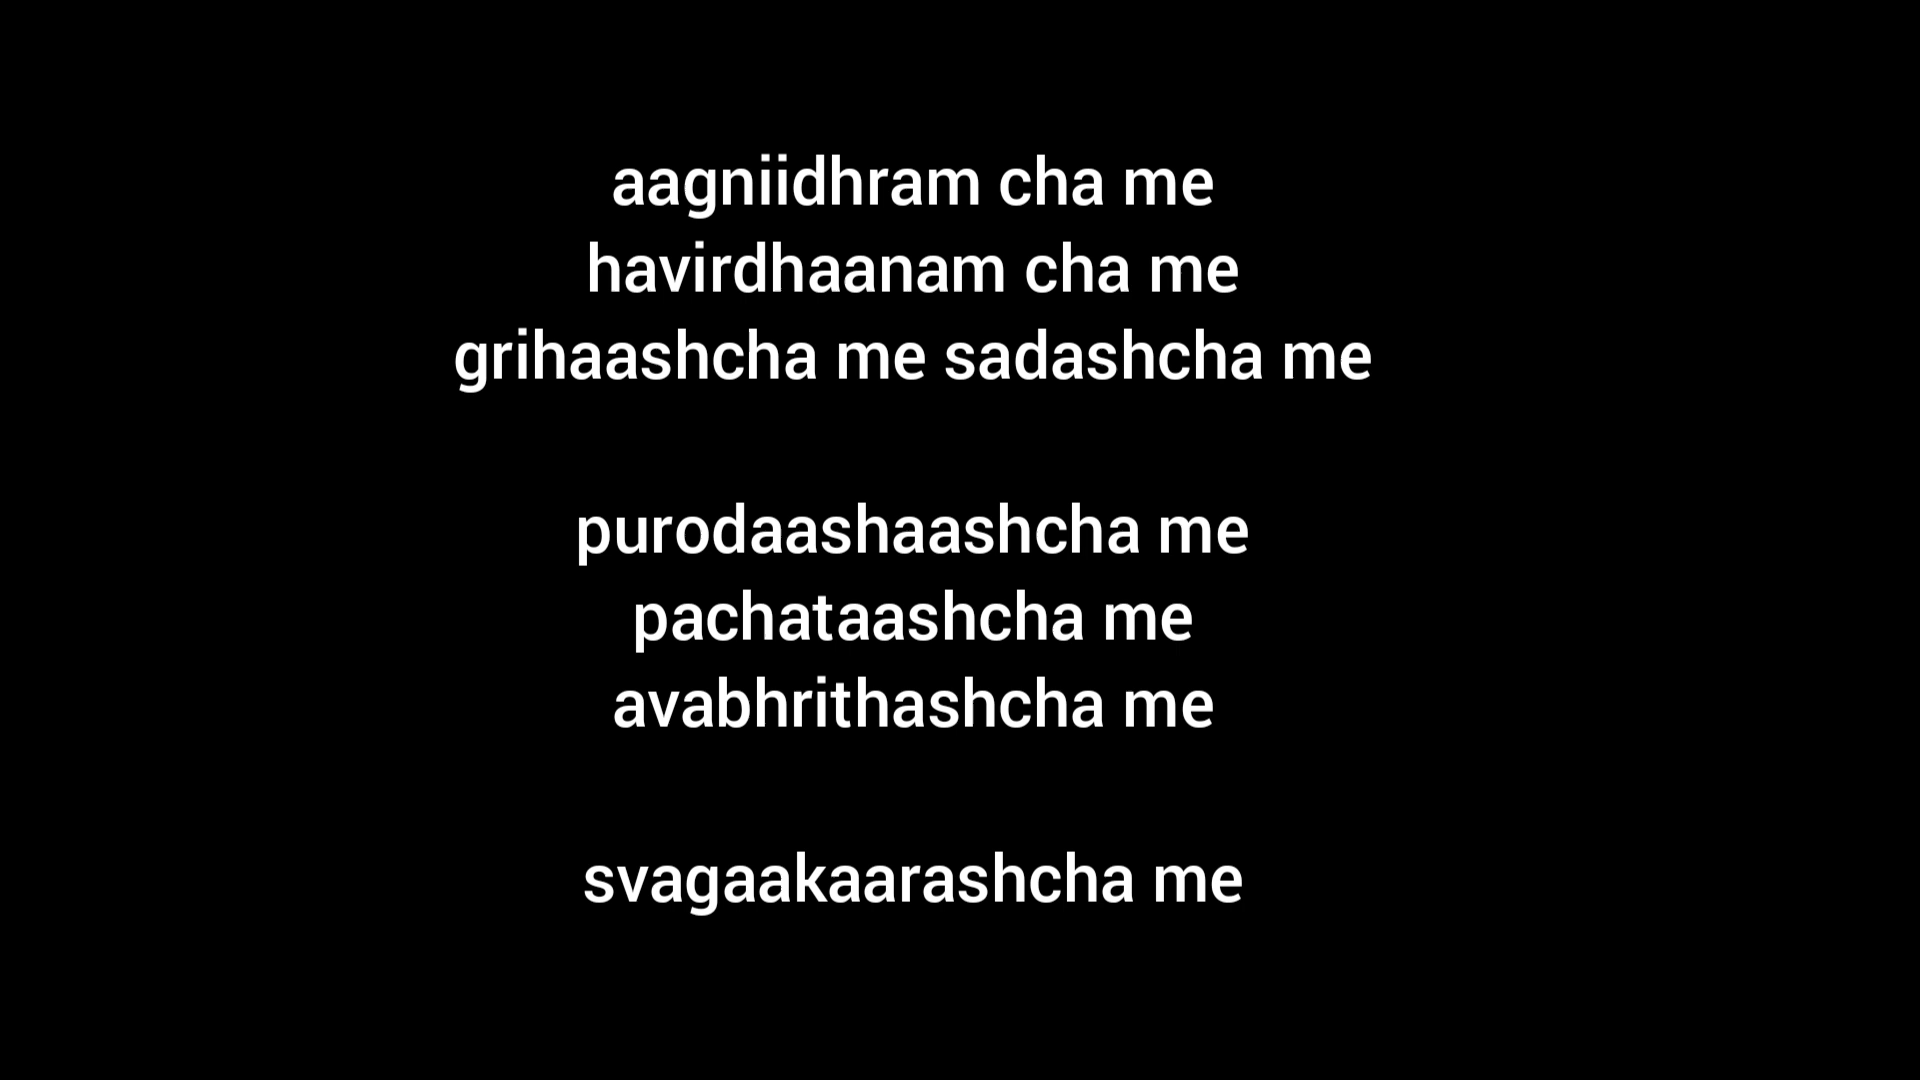 aagniidhram cha me
havirdhaanam cha me
grihaashcha me sadashcha me
purodaashaashcha me
pachataashcha me
avabhrithashcha me
svagaakaarashcha me